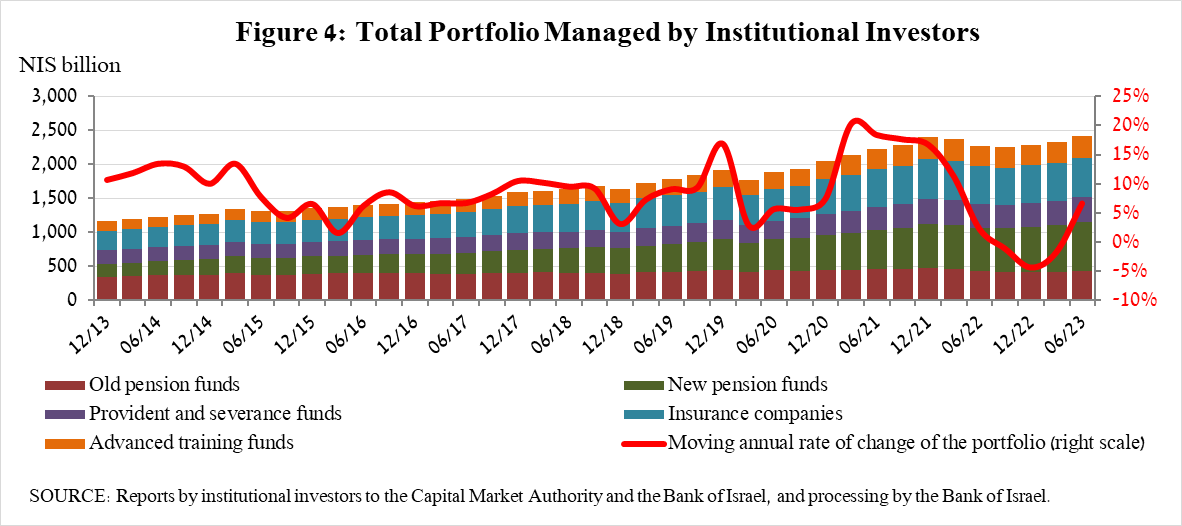 Figure 4: Total Portfolio Managed by Institutional Investors
NIS billion
3,000
2,500
2,000
1,500
1,000
500
0
25%
20%
15%
10%
5%
0%
-5%
-10%
12/13 06/14 12/14 06/15 12/15 06/16 12/16 06/17 12/17 06/18 12/18 06/19 12/19 06/20 12/20 06/21 12/21 06/22 12/22 06/23
Old pension funds New pension funds
Provident and severance funds Insurance companies
Advanced training funds Moving annual rate of change of the portfolio (right scale)
SOURCE: Reports by institutional investors to the Capital Market Authority and the Bank of Israel, and processing by the Bank of Israel.